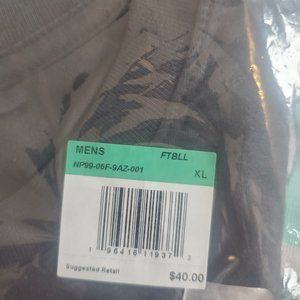 MENS FTBLL
NP99-06F-9AZ-001
XL
1 96416 11937 3
Suggested Retail
$40.00